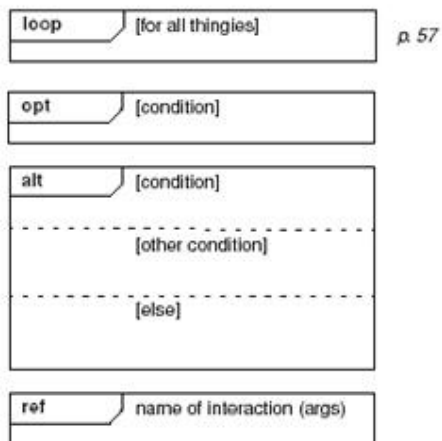 loop [for all thingies] p. 57
opt [condition]
alt [condition]
[other condition]
[else]
ref name of interaction (args)